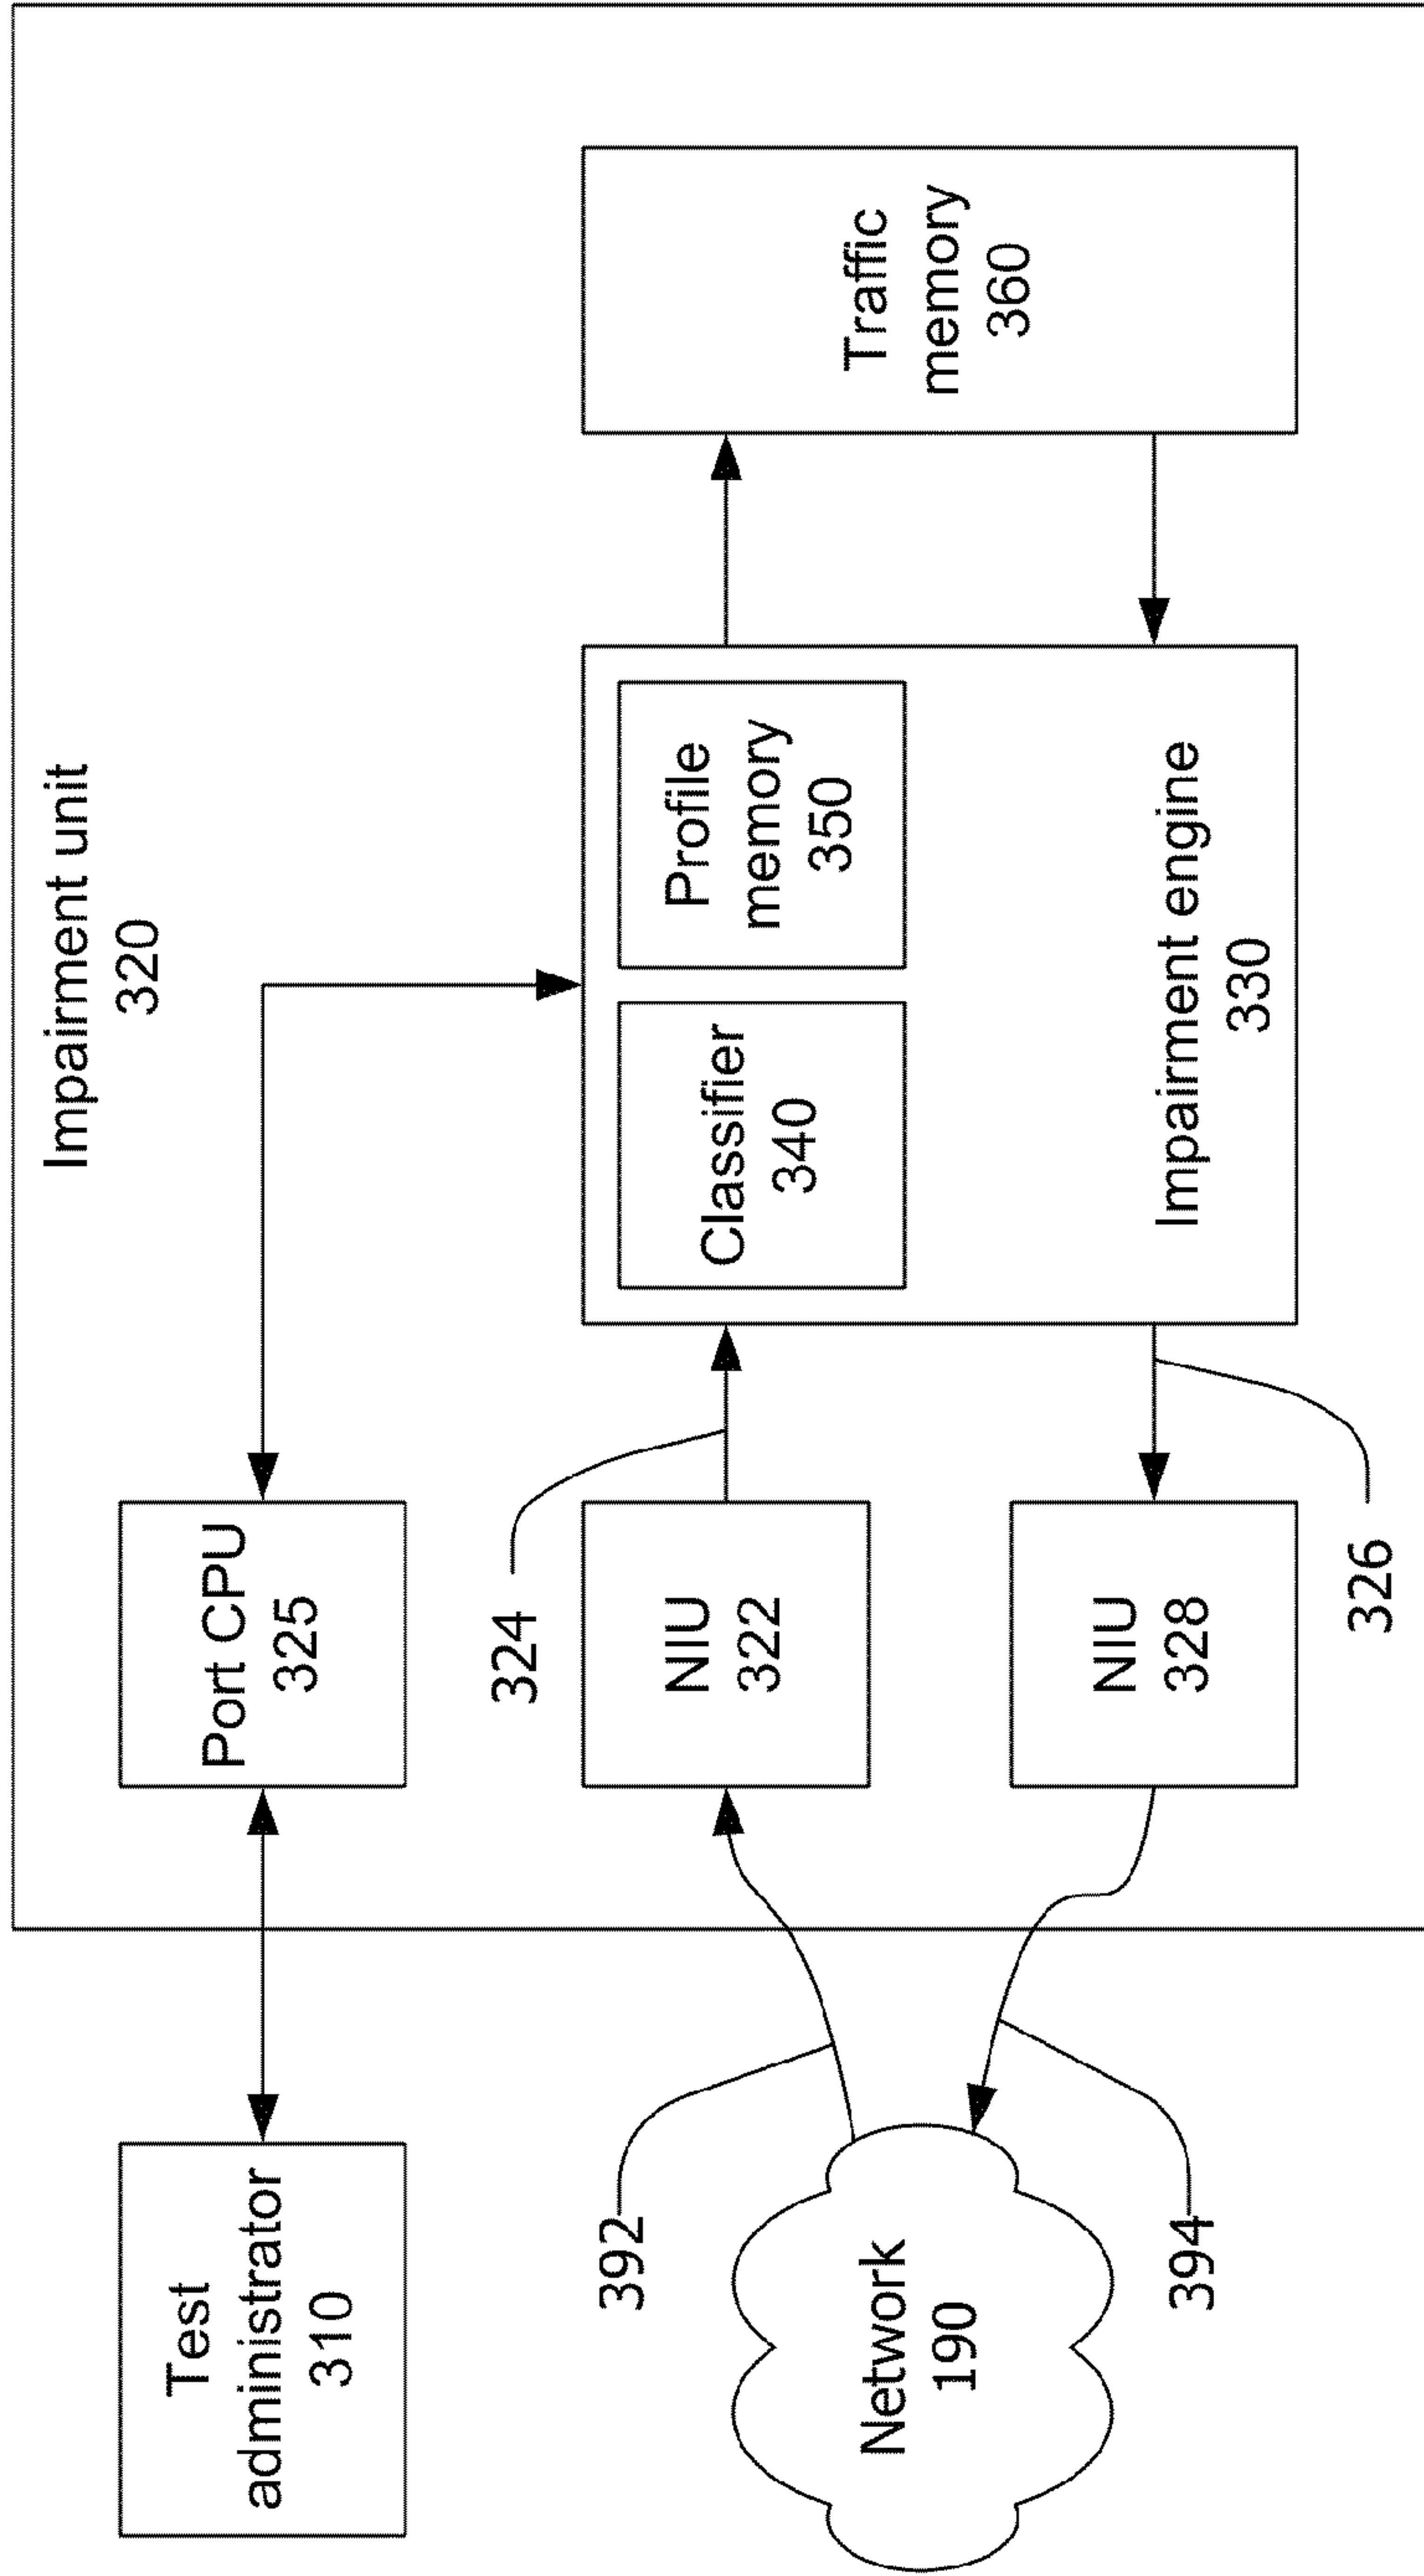 Impairment unit
320
Test
administrator
310
Port CPU
325
324
392
Network
190
394
NIU
322
NIU
328
326
Classifier
340
Profile
memory
350
Impairment engine
330
Traffic
memory
360